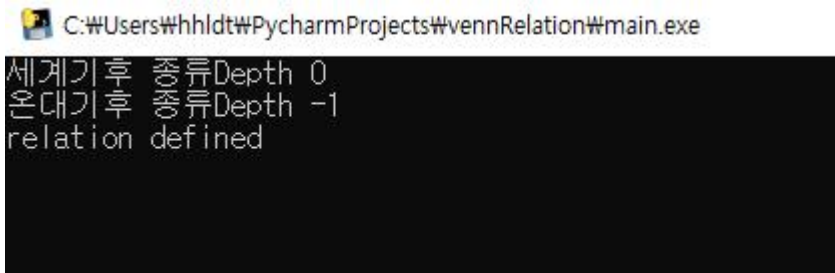 C:₩Users₩hhldt₩PycharmProjects₩vennRelation₩main.exe
세계기후 종류Depth 0
온대기후 종류Depth -1
relation defined